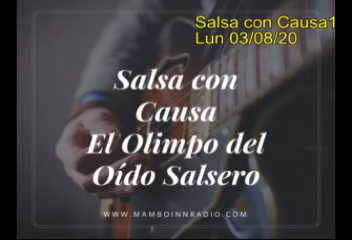 Salsa con Causa1
Lun 03/08/20
Salsa con
Causa
El Olimpo del
Oído Salsero
WWW.MAMBOINNRADIO.COM